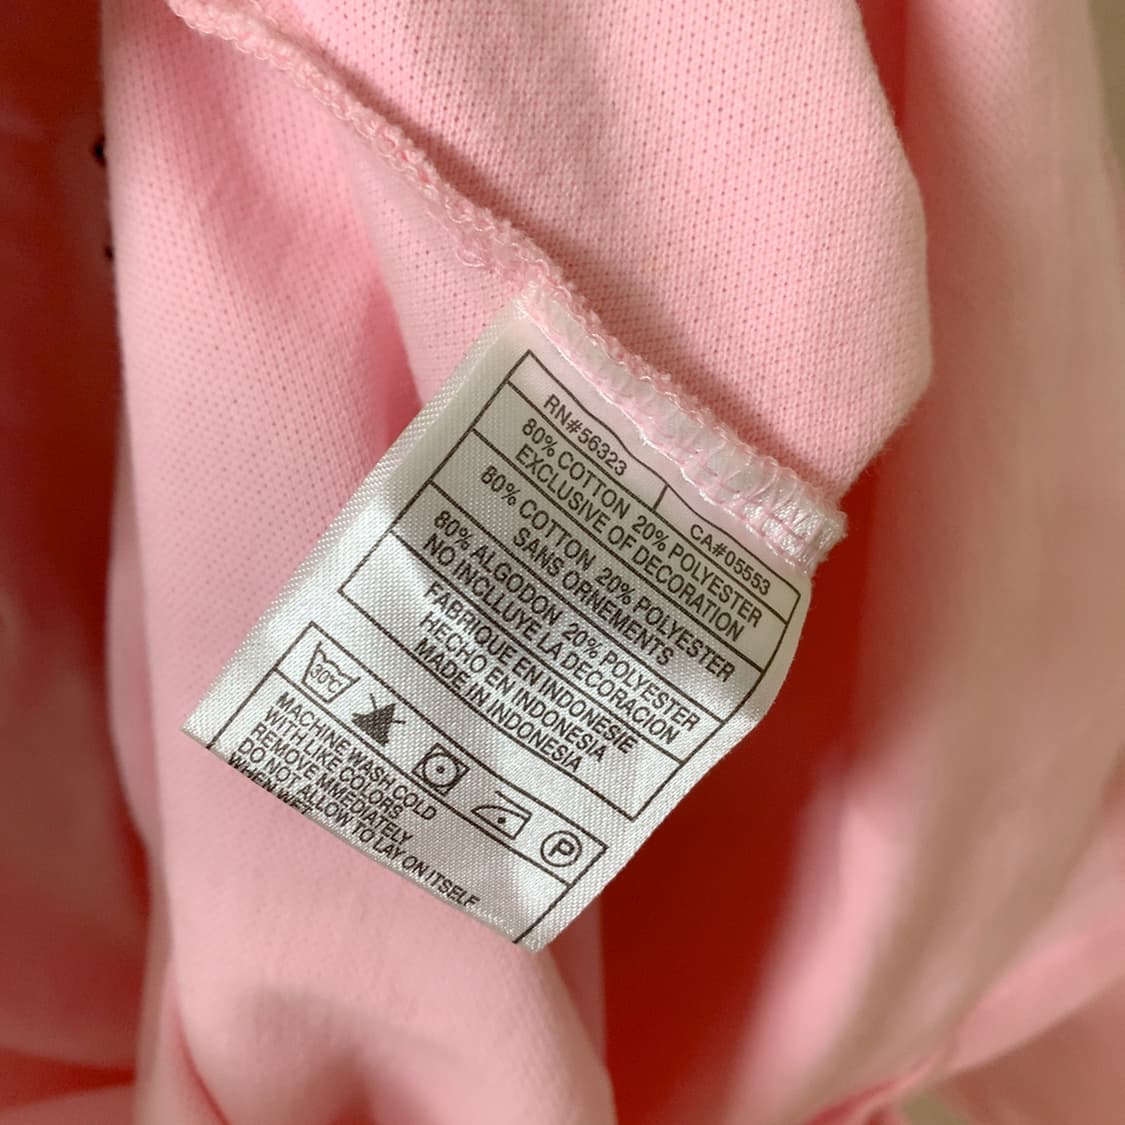 RN#56323 CA#05553
80% COTTON 20% POLYESTER
EXCLUSIVE OF DECORATION
80% COTTON 20% POLYESTER
SANS ORNEMENTS
80% ALGODON 20% POLYESTER
NO INCLLUYE LA DECORACION
FABRIQUE EN INDONESIE
HECHO EN INDONESIA
MADE IN INDONESIA
30°C
P
MACHINE WASH COLD
WITH LIKE COLORS
REMOVE MMEDIATELY
DO NOT ALLOW TO LAY ON ITSELF
WHEN WET